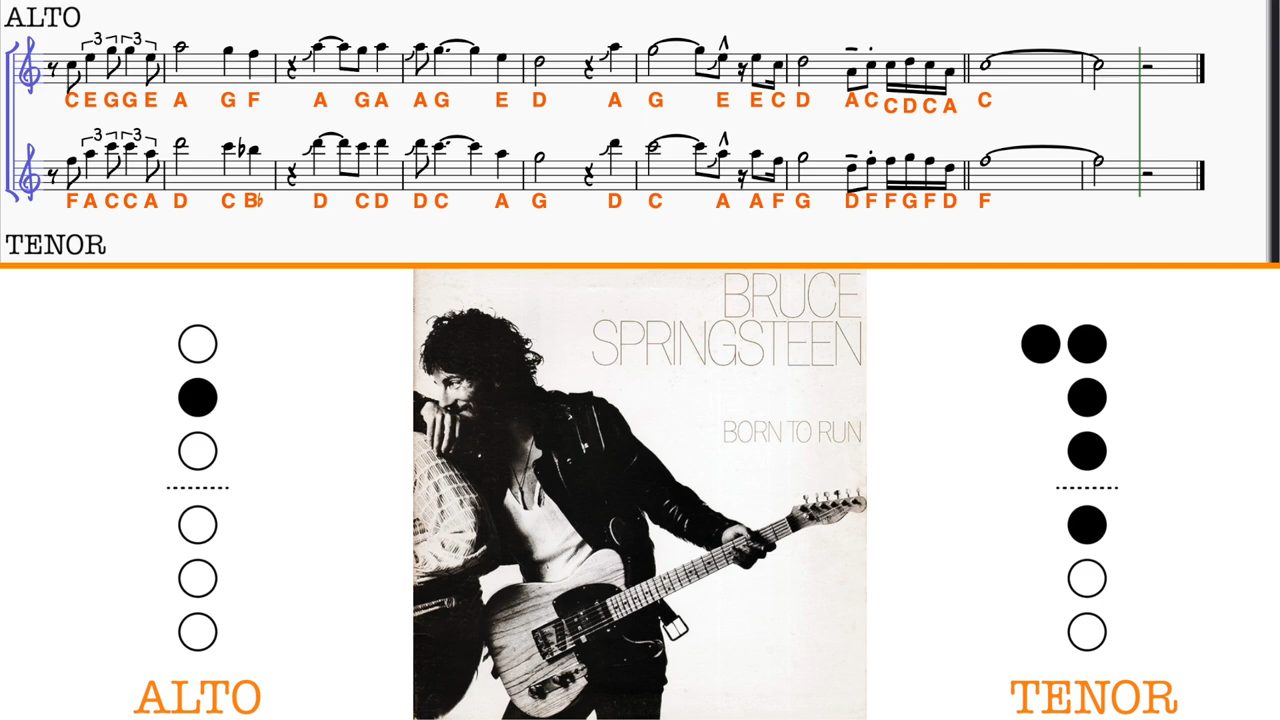 ALTO
3 3
C E G G E A G F A G A A G E D A G E E C D A C C D C A C
3 3
F A C C A D C B♭ D C D D C A G D C A A F G D F F G F D F
TENOR
BRUCE
SPRINGSTEEN
BORN TO RUN
ALTO
TENOR